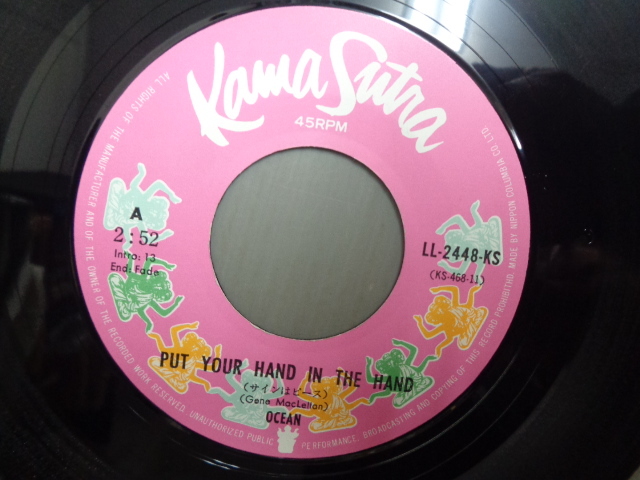 Kama Sutra
45RPM
A
2:52
Intro: 13
End: Fade
LL-2448-KS
(KS-468-11)
PUT YOUR HAND IN THE HAND
(サインはピース)
(Gene MacLellan)
OCEAN
ALL RIGHTS OF THE MANUFACTURER AND OF THE OWNER OF THE RECORDED WORK RESERVED. UNAUTHORIZED PUBLIC PERFORMANCE, BROADCASTING AND COPYING OF THIS RECORD PROHIBITED. MADE BY NIPPON COLUMBIA CO LTD